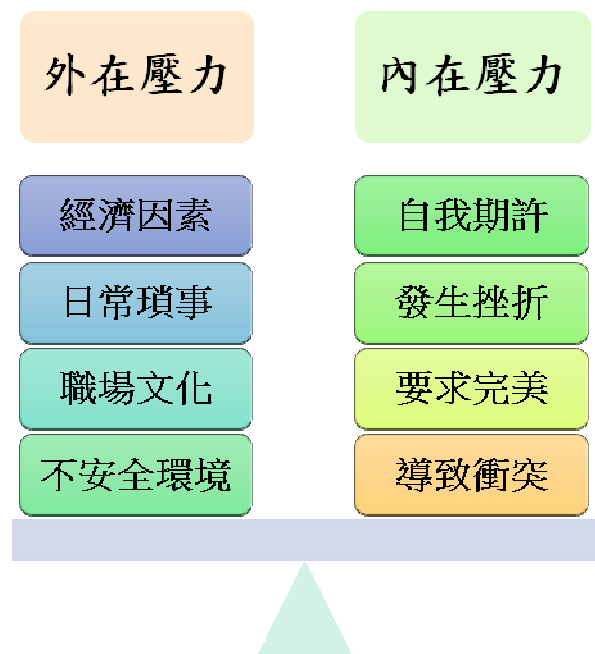 外在壓力
內在壓力
經濟因素
日常瑣事
職場文化
不安全環境
自我期許
發生挫折
要求完美
導致衝突